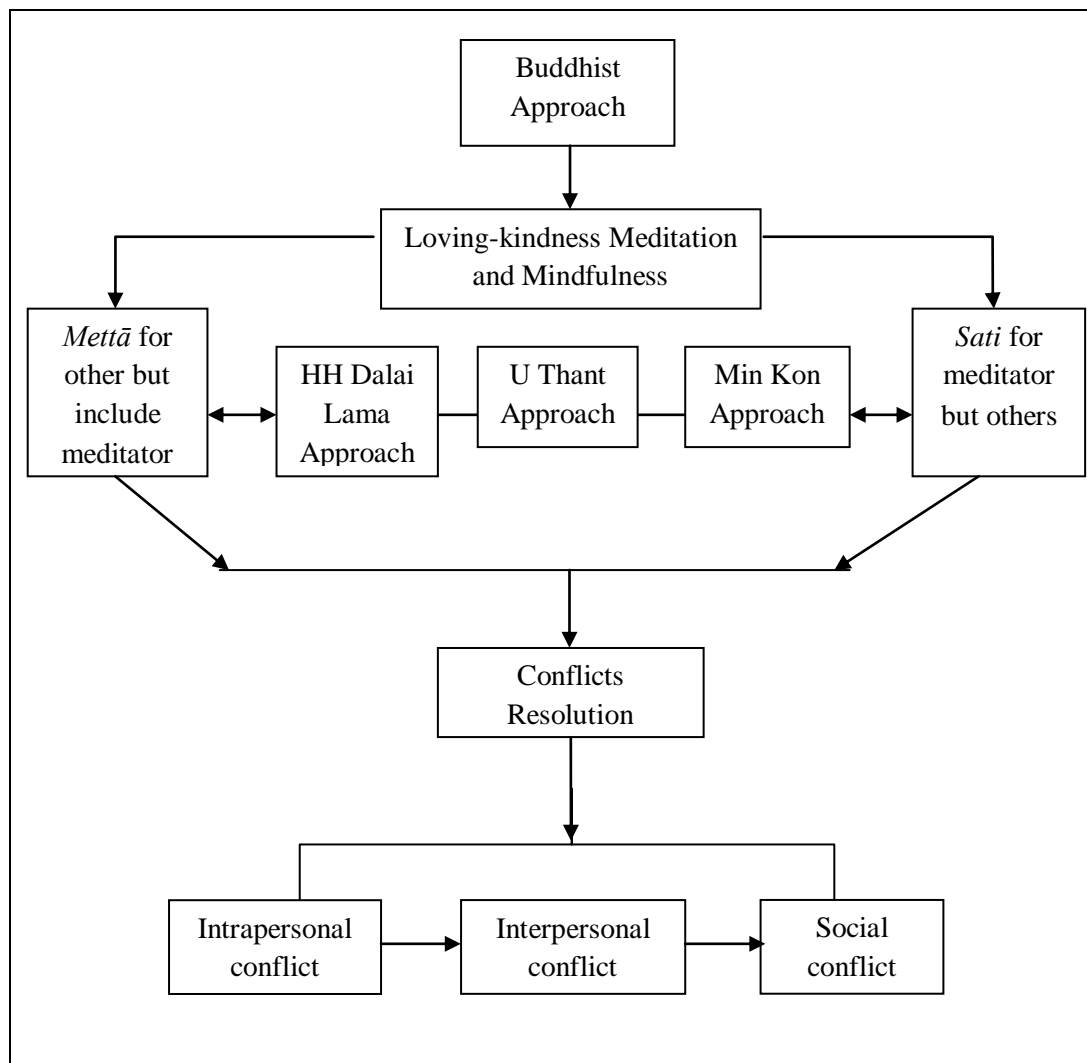 Buddhist
Approach
Loving-kindness Meditation
and Mindfulness
Mettā for
other but
include
meditator
HH Dalai
Lama
Approach
U Thant
Approach
Min Kon
Approach
Sati for
meditator
but others
Conflicts
Resolution
Intrapersonal
conflict
Interpersonal
conflict
Social
conflict